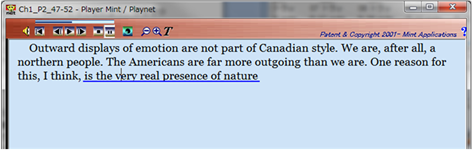 Ch1_P2_47-52 - Player Mint / Playnet
T
Patent & Copyright 2001- Mint Applications ?
Outward displays of emotion are not part of Canadian style. We are, after all, a
northern people. The Americans are far more outgoing than we are. One reason for
this, I think, is the very real presence of nature